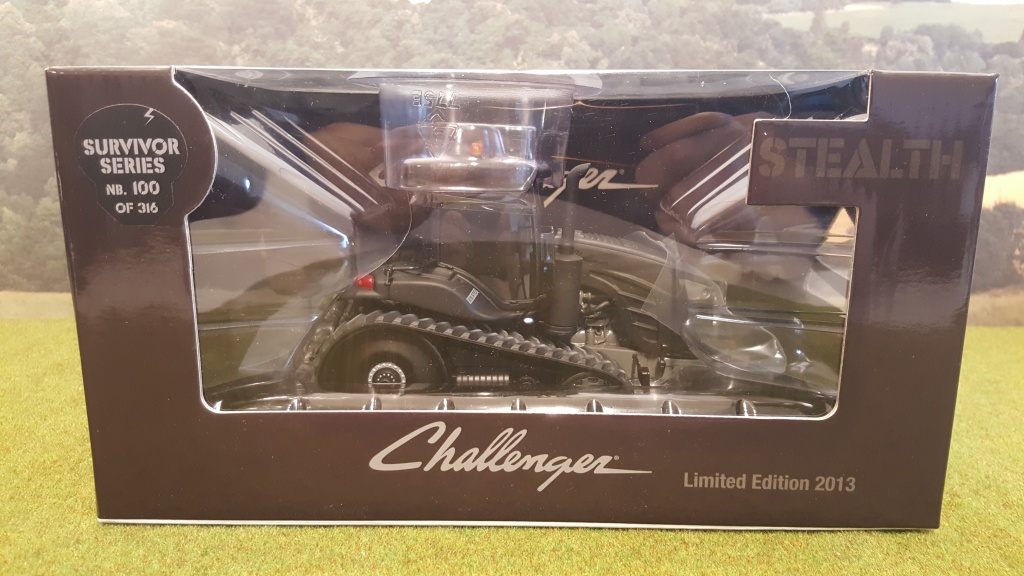 SURVIVOR
SERIES
NB. 100
OF 316
STEALTH
Challenger
Limited Edition 2013